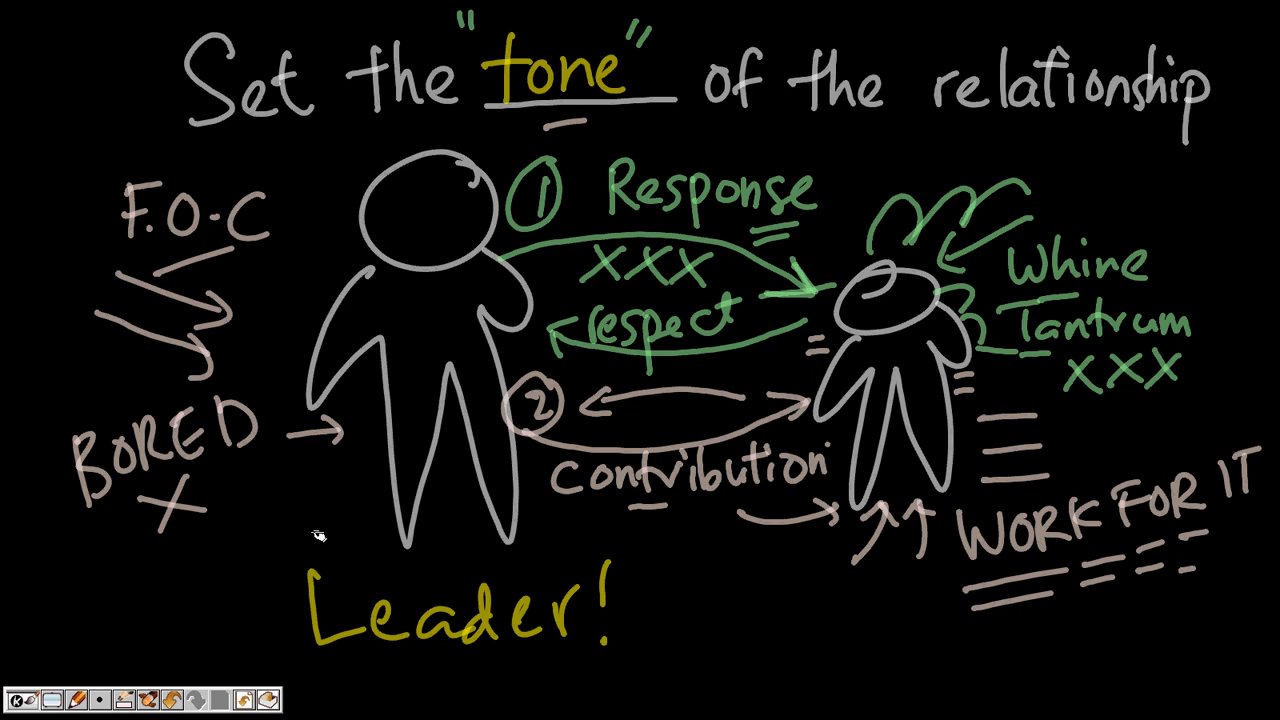 Set the "tone" of the relationship
F.O.C
① Response
XXX
respect
Whine
Tantrum
XXX
BORED
X
②
Contribution
WORK FOR IT
Leader!
K